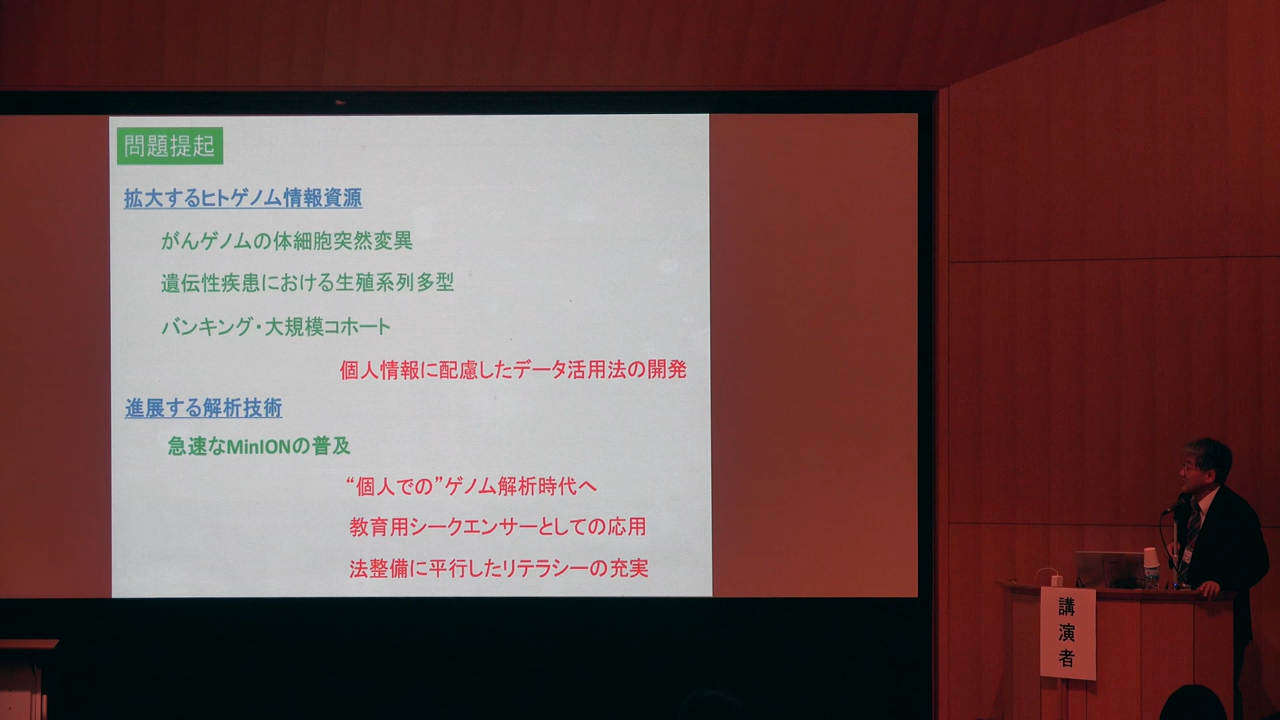 問題提起
拡大するヒトゲノム情報資源
がんゲノムの体細胞突然変異
遺伝性疾患における生殖系列多型
バンキング・大規模コホート
個人情報に配慮したデータ活用法の開発
進展する解析技術
急速なMinIONの普及
“個人での”ゲノム解析時代へ
教育用シークエンサーとしての応用
法整備に平行したリテラシーの充実
講演者